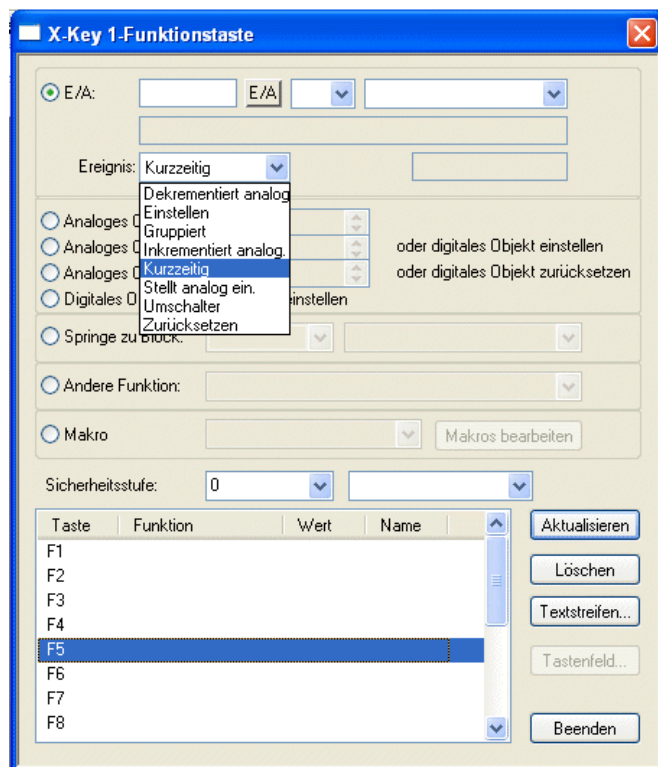 X-Key 1-Funktionstaste
E/A: E/A
Ereignis: Kurzzeitig
Dekrementiert analog
Einstellen
Gruppiert
Inkrementiert analog.
Kurzzeitig
Stellt analog ein.
Umschalter
Zurücksetzen
Analoges
Analoges oder digitales Objekt einstellen
Analoges oder digitales Objekt zurücksetzen
Digitales einstellen
Springe zu Block:
Andere Funktion:
Makro Makros bearbeiten
Sicherheitsstufe: 0
Taste Funktion Wert Name
F1
F2
F3
F4
F5
F6
F7
F8
Aktualisieren
Löschen
Textstreifen...
Tastenfeld...
Beenden